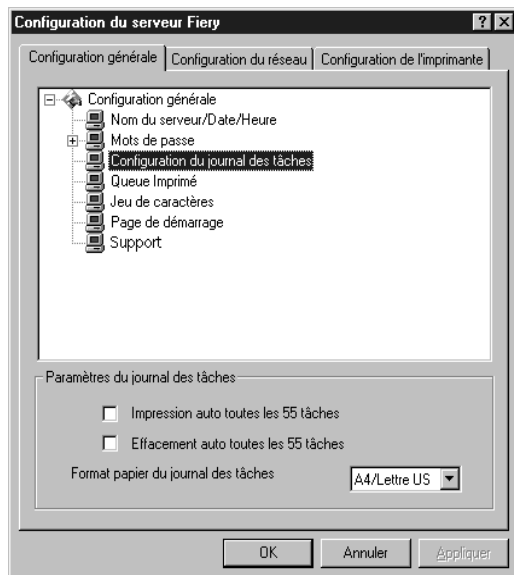 Configuration du serveur Fiery
Configuration générale Configuration du réseau Configuration de l'imprimante
Configuration générale
Nom du serveur/Date/Heure
Mots de passe
Configuration du journal des tâches
Queue Imprimé
Jeu de caractères
Page de démarrage
Support
Paramètres du journal des tâches
Impression auto toutes les 55 tâches
Effacement auto toutes les 55 tâches
Format papier du journal des tâches A4/Lettre US
OK Annuler Appliquer